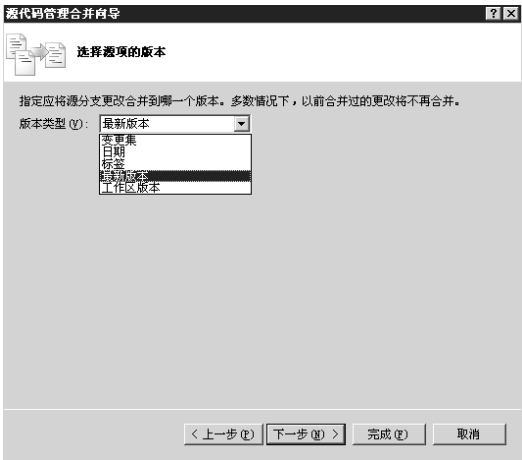 源代码管理合并向导
选择源项的版本
指定应将源分支更改合并到哪一个版本。多数情况下，以前合并过的更改将不再合并。
版本类型(V): 最新版本
变更集
日期
标签
最新版本
工作区版本
< 上一步(P) 下一步(N) > 完成(F) 取消